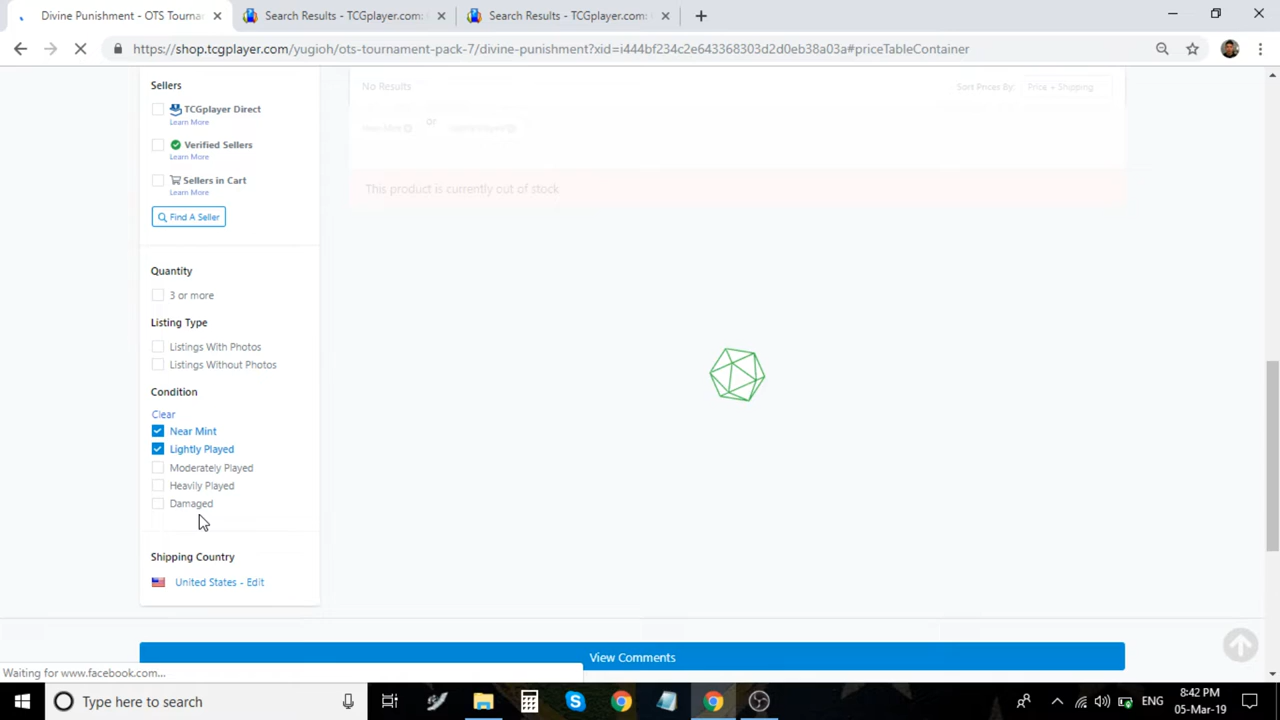 Divine Punishment - OTS Tourna
Search Results - TCGplayer.com:
Search Results - TCGplayer.com:
https://shop.tcgplayer.com/yugioh/ots-tournament-pack-7/divine-punishment?xid=i444bf234c2e643368303d2d0eb38a03a#priceTableContainer
Sellers
No Results
Sort Prices By:
Price + Shipping
TCGplayer Direct
Learn More
or
Verified Sellers
Learn More
Sellers in Cart
Learn More
This product is currently out of stock
Find A Seller
Quantity
3 or more
Listing Type
Listings With Photos
Listings Without Photos
Condition
Clear
Near Mint
Lightly Played
Moderately Played
Heavily Played
Damaged
Shipping Country
United States - Edit
View Comments
Waiting for www.facebook.com...
Type here to search
ENG
8:42 PM
05-Mar-19